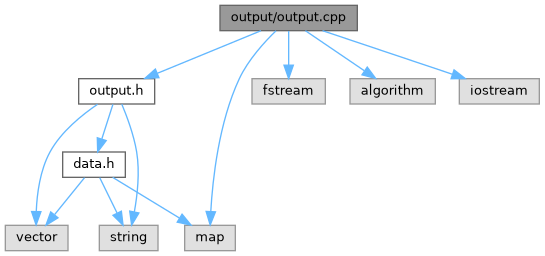 output/output.cpp
output.h
fstream
algorithm
iostream
data.h
vector
string
map